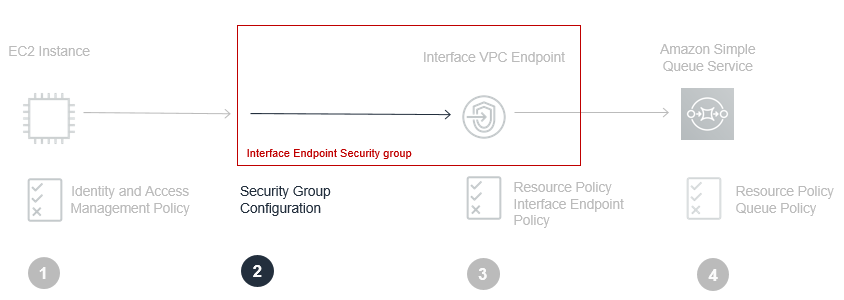 EC2 Instance
Interface VPC Endpoint
Amazon Simple
Queue Service
Interface Endpoint Security group
Identity and Access
Management Policy
Security Group
Configuration
Resource Policy
Interface Endpoint
Policy
Resource Policy
Queue Policy
1
2
3
4